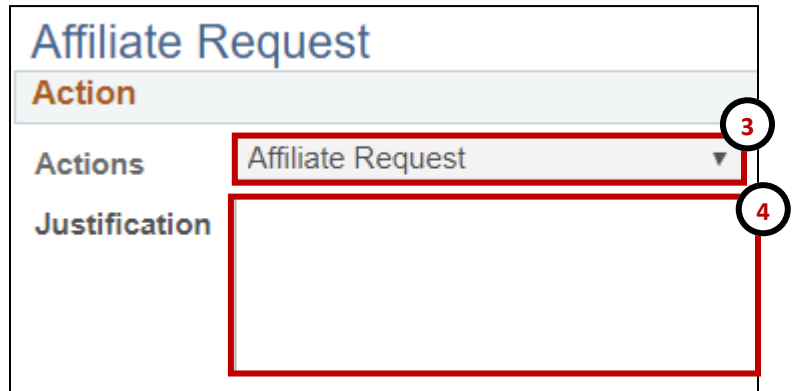 Affiliate Request
Action
3
Actions Affiliate Request ▼
4
Justification